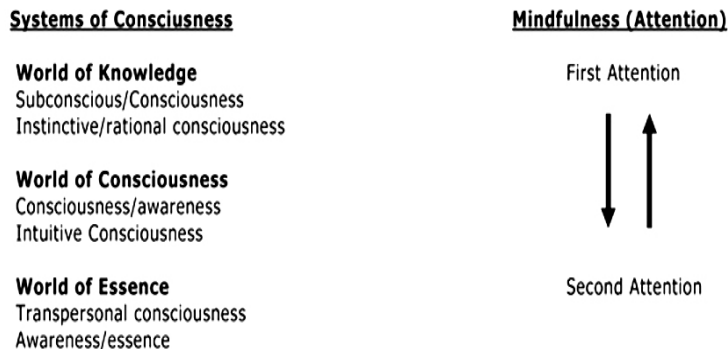 Systems of Consciusness
Mindfulness (Attention)
World of Knowledge
First Attention
Subconscious/Consciousness
Instinctive/rational consciousness
World of Consciousness
Consciousness/awareness
Intuitive Consciousness
World of Essence
Second Attention
Transpersonal consciousness
Awareness/essence